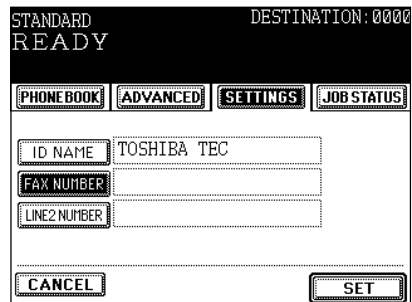 STANDARD DESTINATION:0000
READY
PHONE BOOK ADVANCED SETTINGS JOB STATUS
ID NAME TOSHIBA TEC
FAX NUMBER
LINE2 NUMBER
CANCEL SET